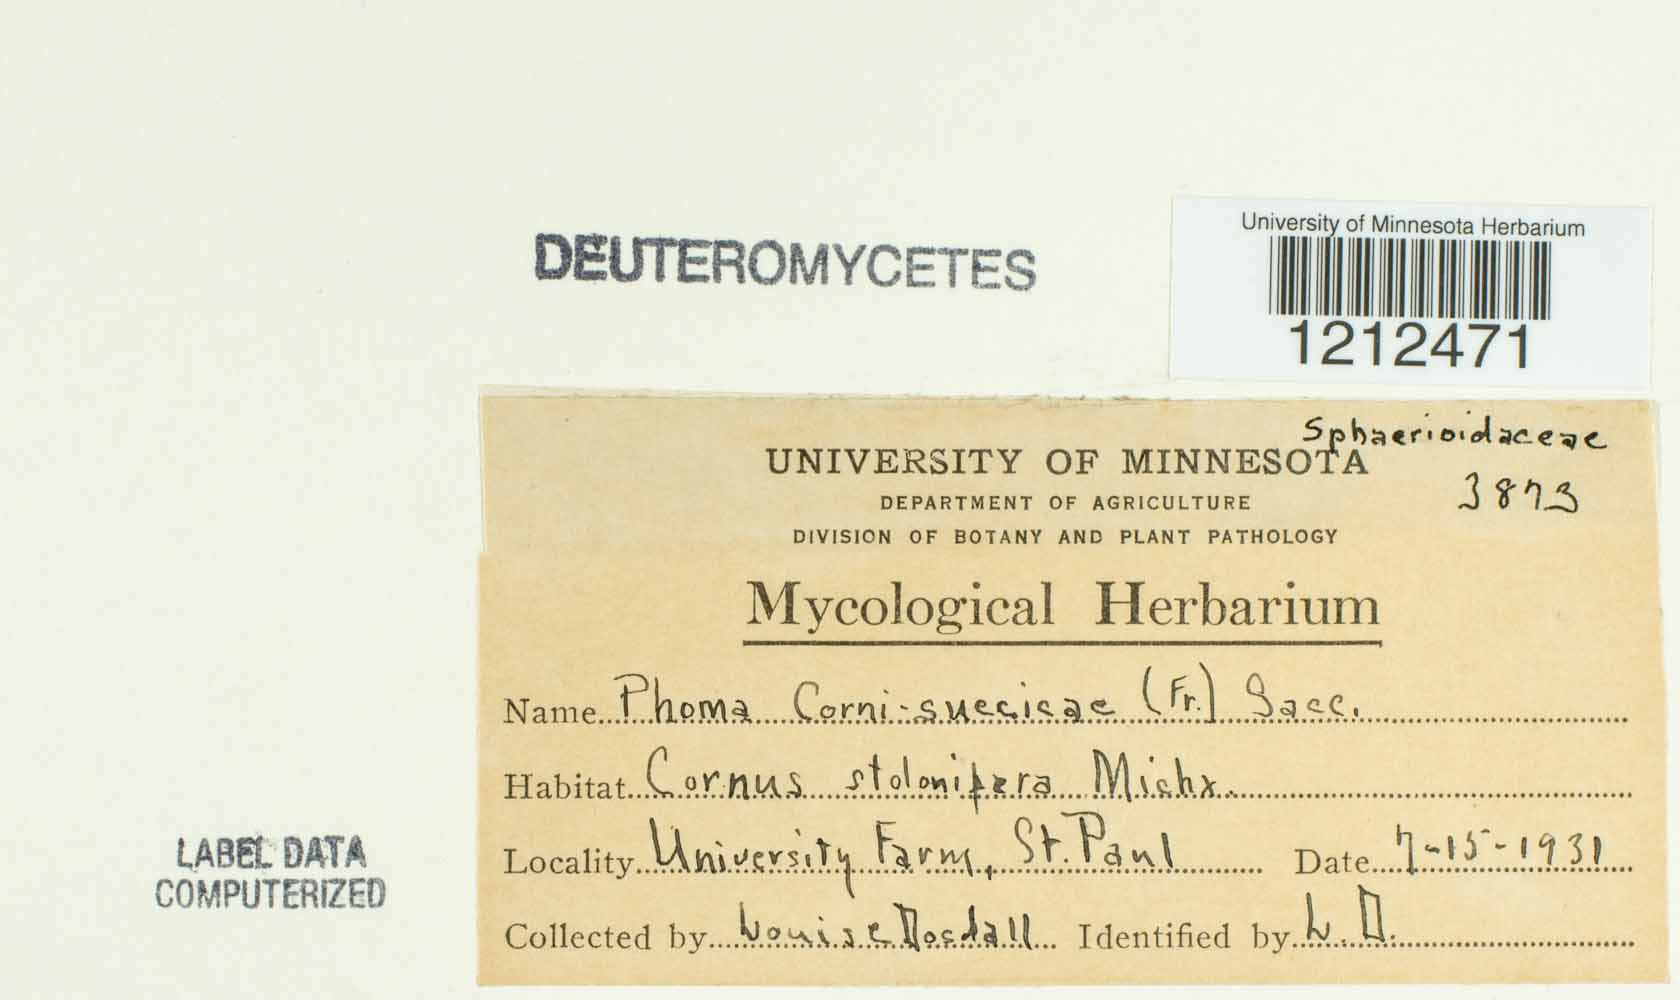 DEUTEROMYCETES
University of Minnesota Herbarium
1212471
Sphaerioidaceae
UNIVERSITY OF MINNESOTA
3873
DEPARTMENT OF AGRICULTURE
DIVISION OF BOTANY AND PLANT PATHOLOGY
Mycological Herbarium
Name Phoma Corni-suecicae (Fr.) Sacc.
Habitat Cornus stolonifera Michx.
Locality University Farm, St. Paul Date 7-15-1931
Collected by Louise Dosdall Identified by L. D.
LABEL DATA
COMPUTERIZED